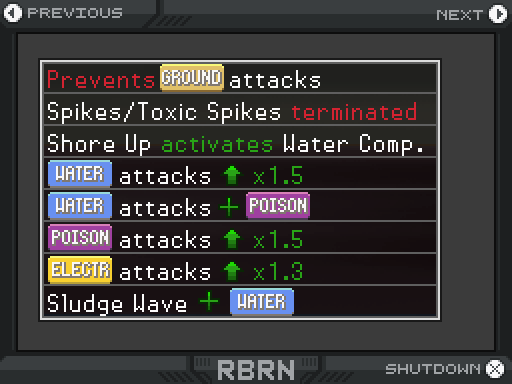 PREVIOUS
NEXT
Prevents GROUND attacks
Spikes/Toxic Spikes terminated
Shore Up activates Water Comp.
WATER attacks ↑ x1.5
WATER attacks + POISON
POISON attacks ↑ x1.5
ELECTR attacks ↑ x1.3
Sludge Wave + WATER
RBRN
SHUTDOWN